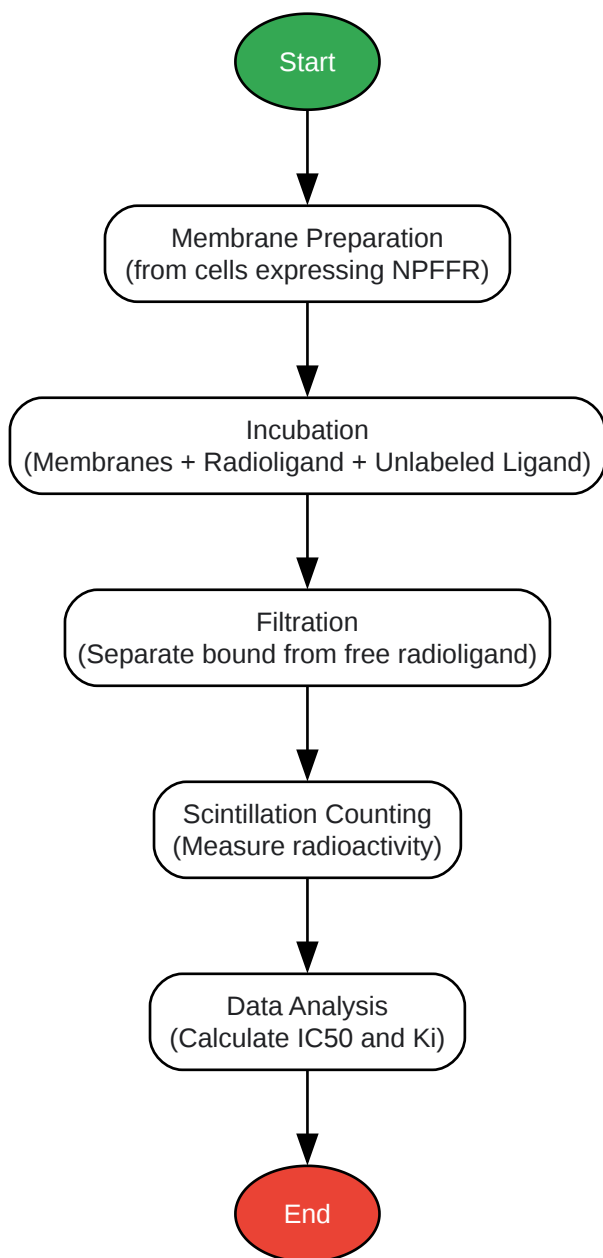 Start
Membrane Preparation
(from cells expressing NPFFR)
Incubation
(Membranes + Radioligand + Unlabeled Ligand)
Filtration
(Separate bound from free radioligand)
Scintillation Counting
(Measure radioactivity)
Data Analysis
(Calculate IC50 and Ki)
End